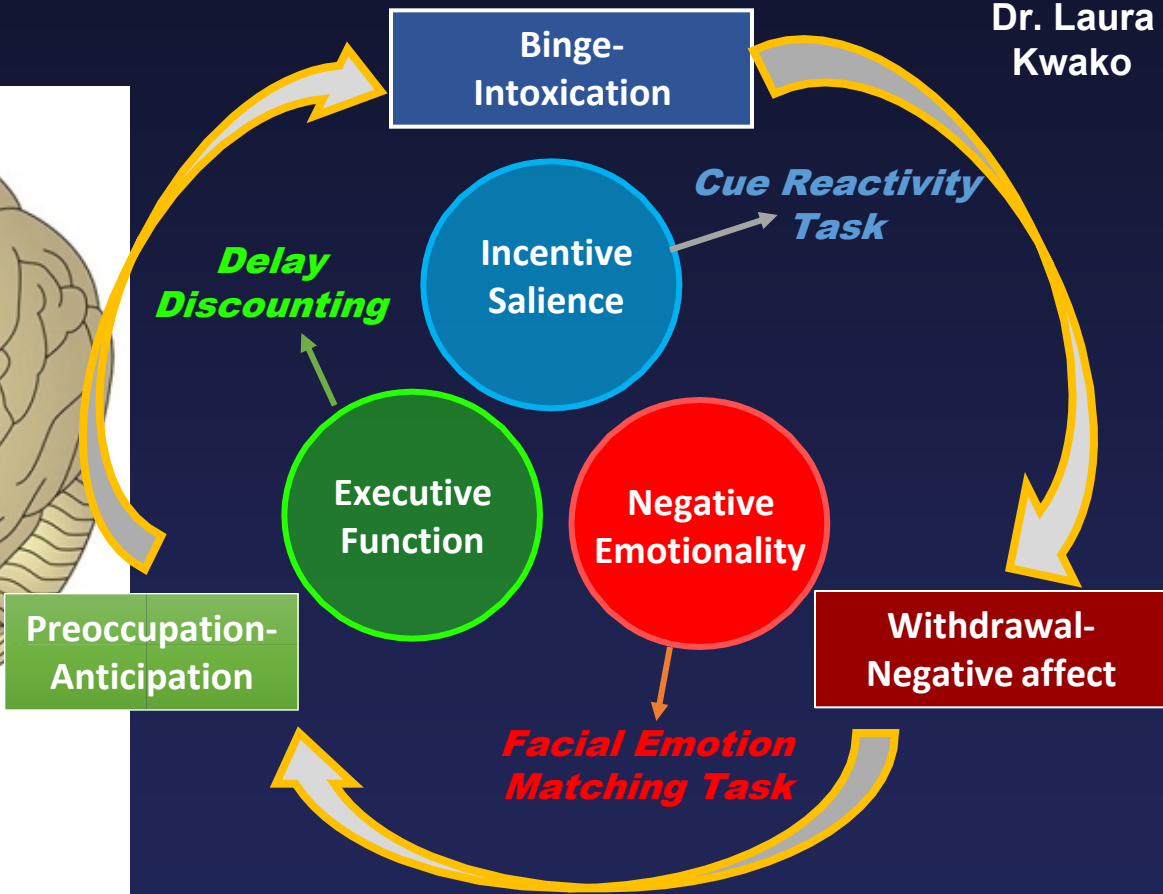 Dr. Laura
Kwako
Binge-
Intoxication
Cue Reactivity
Task
Incentive
Salience
Delay
Discounting
Executive
Function
Negative
Emotionality
Preoccupation-
Anticipation
Withdrawal-
Negative affect
Facial Emotion
Matching Task